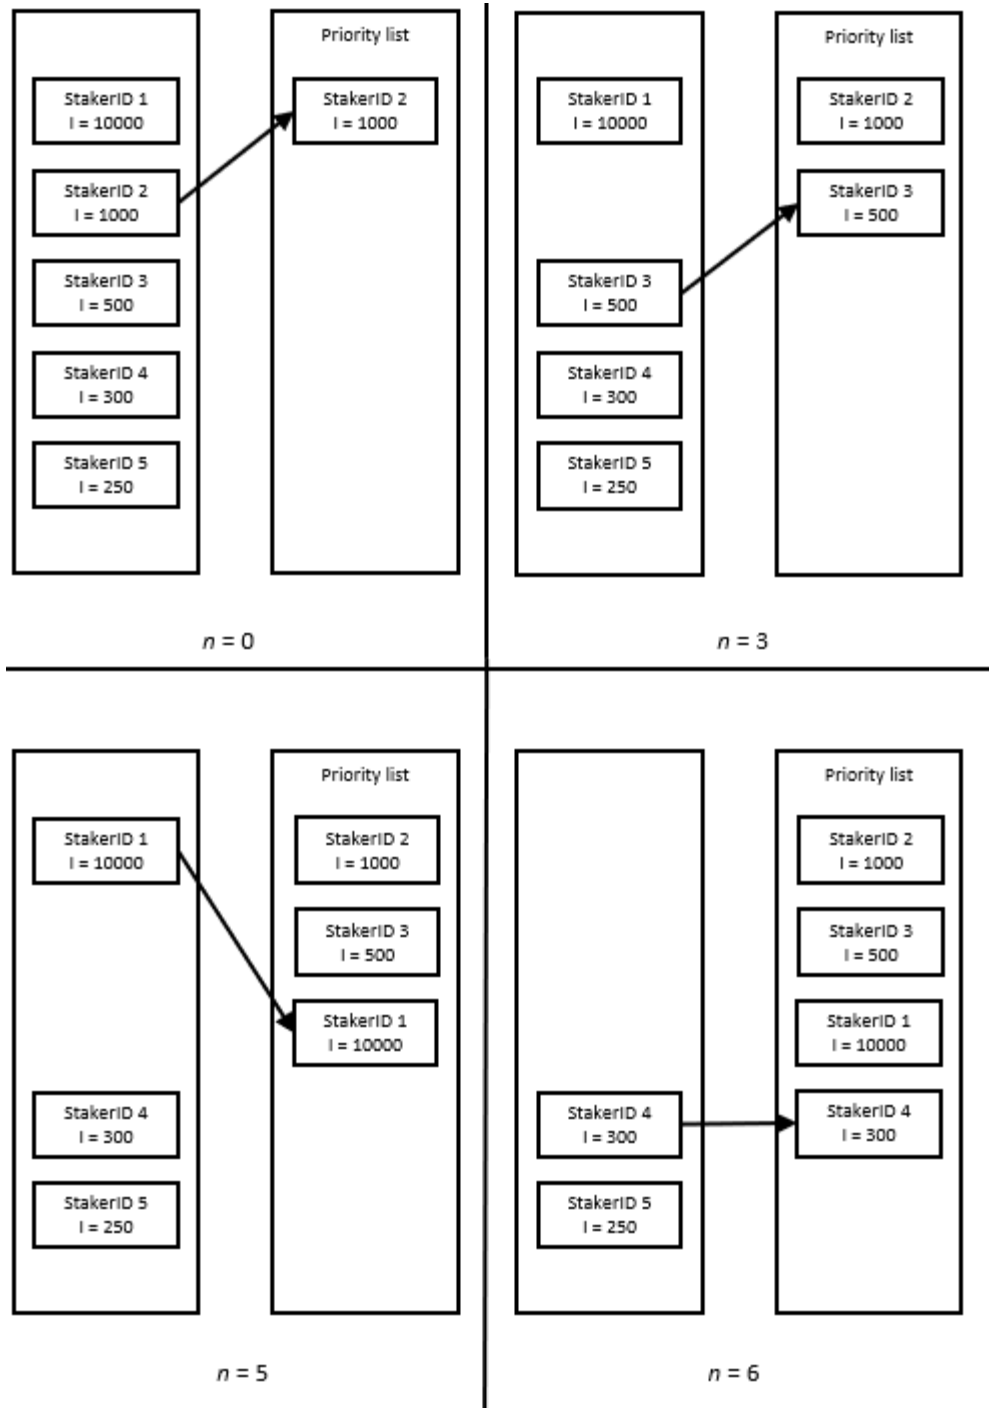 Priority list
StakerID 1
I = 10000
StakerID 2
I = 1000
StakerID 3
I = 500
StakerID 4
I = 300
StakerID 5
I = 250
StakerID 2
I = 1000
n = 0
Priority list
StakerID 1
I = 10000
StakerID 3
I = 500
StakerID 4
I = 300
StakerID 5
I = 250
StakerID 2
I = 1000
StakerID 3
I = 500
n = 3
Priority list
StakerID 1
I = 10000
StakerID 4
I = 300
StakerID 5
I = 250
StakerID 2
I = 1000
StakerID 3
I = 500
StakerID 1
I = 10000
n = 5
Priority list
StakerID 4
I = 300
StakerID 5
I = 250
StakerID 2
I = 1000
StakerID 3
I = 500
StakerID 1
I = 10000
StakerID 4
I = 300
n = 6